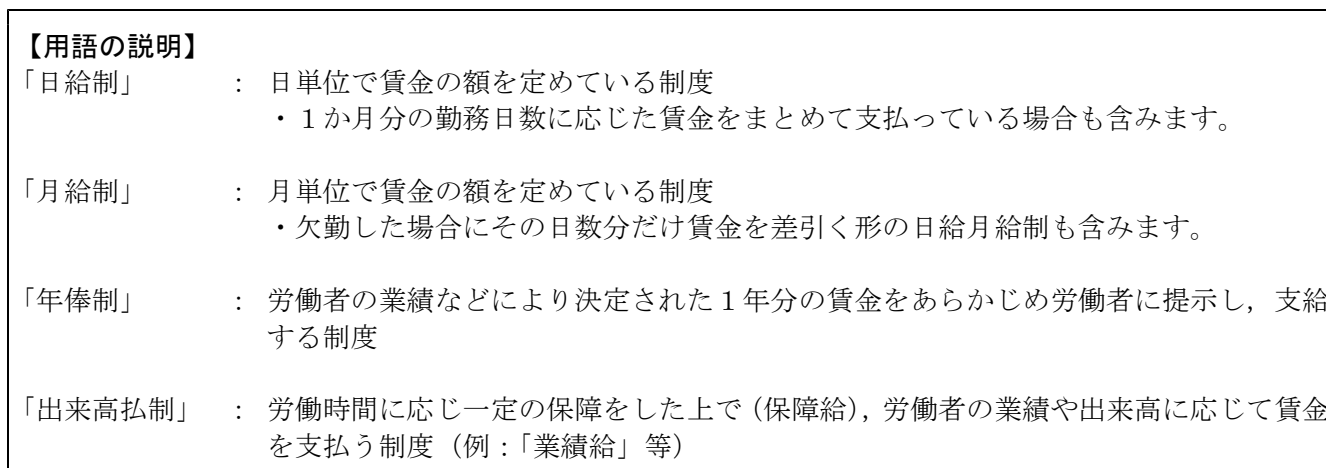 【用語の説明】
「日給制」 : 日単位で賃金の額を定めている制度
・１か月分の勤務日数に応じた賃金をまとめて支払っている場合も含みます。
「月給制」 : 月単位で賃金の額を定めている制度
・欠勤した場合にその日数分だけ賃金を差引く形の日給月給制も含みます。
「年俸制」 : 労働者の業績などにより決定された１年分の賃金をあらかじめ労働者に提示し，支給
する制度
「出来高払制」 : 労働時間に応じ一定の保障をした上で（保障給），労働者の業績や出来高に応じて賃金
を支払う制度（例：「業績給」等）